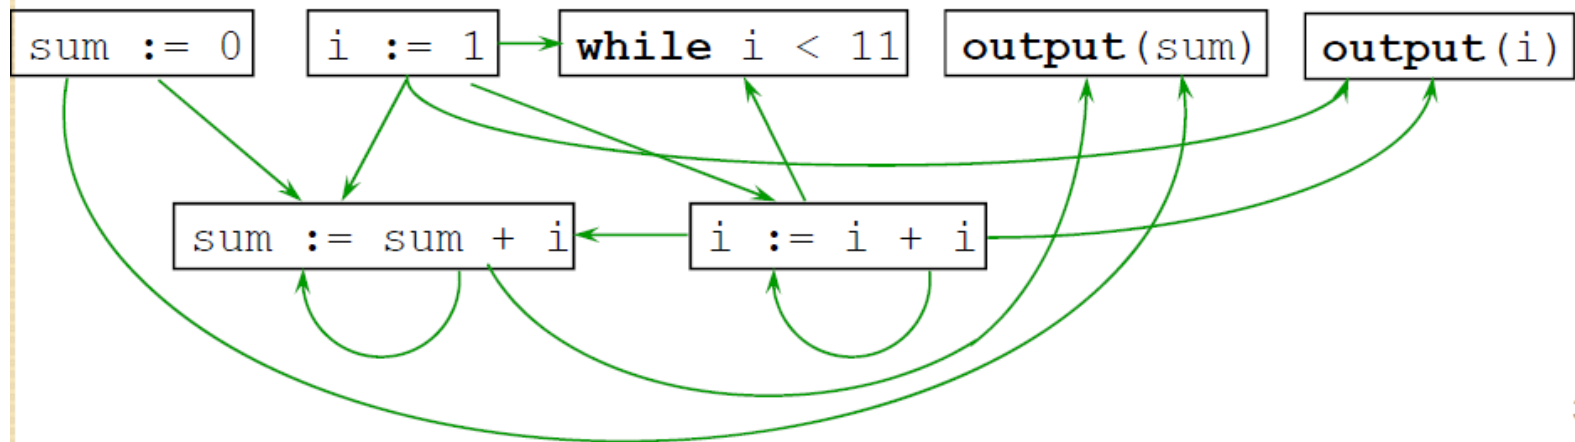 sum := 0
i := 1
while i < 11
output(sum)
output(i)
sum := sum + i
i := i + i